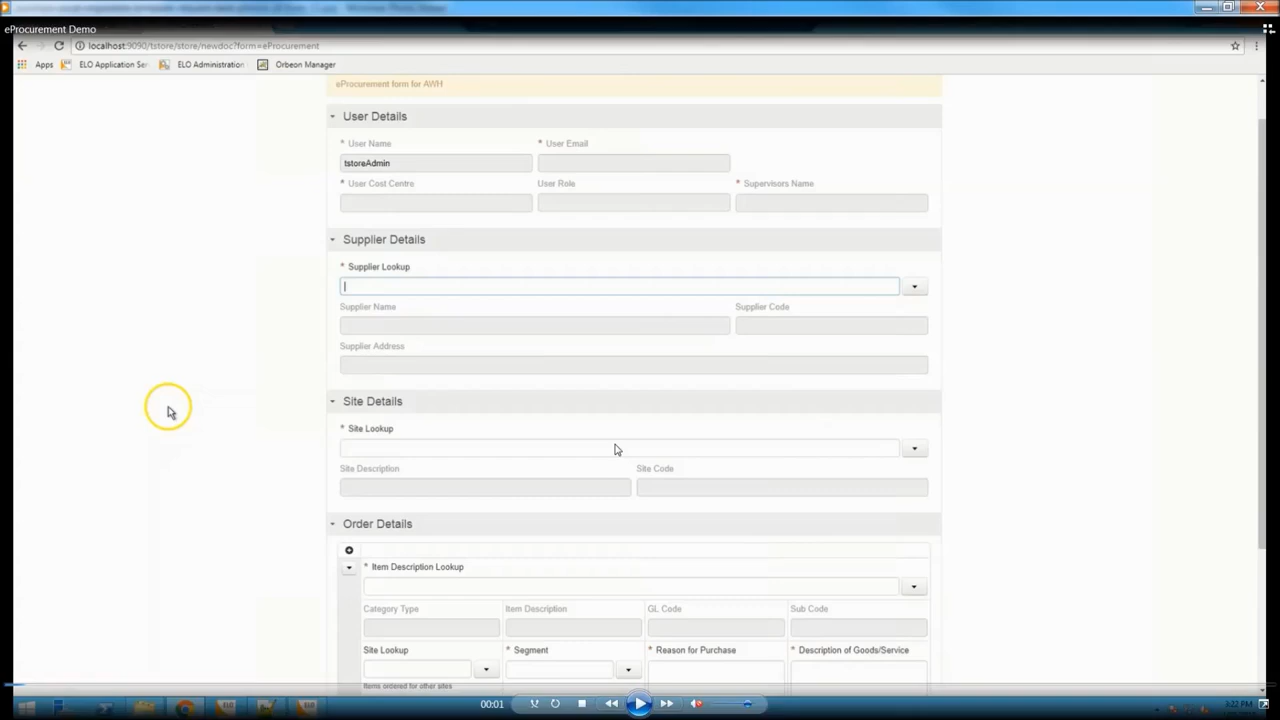 eProcurement Demo
localhost:9090/tstore/store/newdoc?form=eProcurement
Apps ELO Application Ser ELO Administration Orbeon Manager
eProcurement form for AWH
User Details
* User Name * User Email
tstoreAdmin
* User Cost Centre User Role * Supervisors Name
Supplier Details
* Supplier Lookup
Supplier Name Supplier Code
Supplier Address
Site Details
* Site Lookup
Site Description Site Code
Order Details
* Item Description Lookup
Category Type Item Description GL Code Sub Code
Site Lookup * Segment * Reason for Purchase * Description of Goods/Service
Items ordered for other sites
00:01
3:22 PM